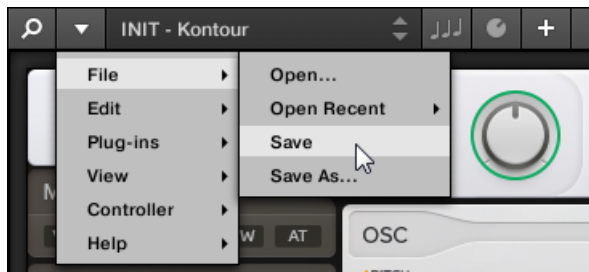 INIT - Kontour
File
Edit
Plug-ins
View
Controller
Help
Open...
Open Recent
Save
Save As...
AT
OSC